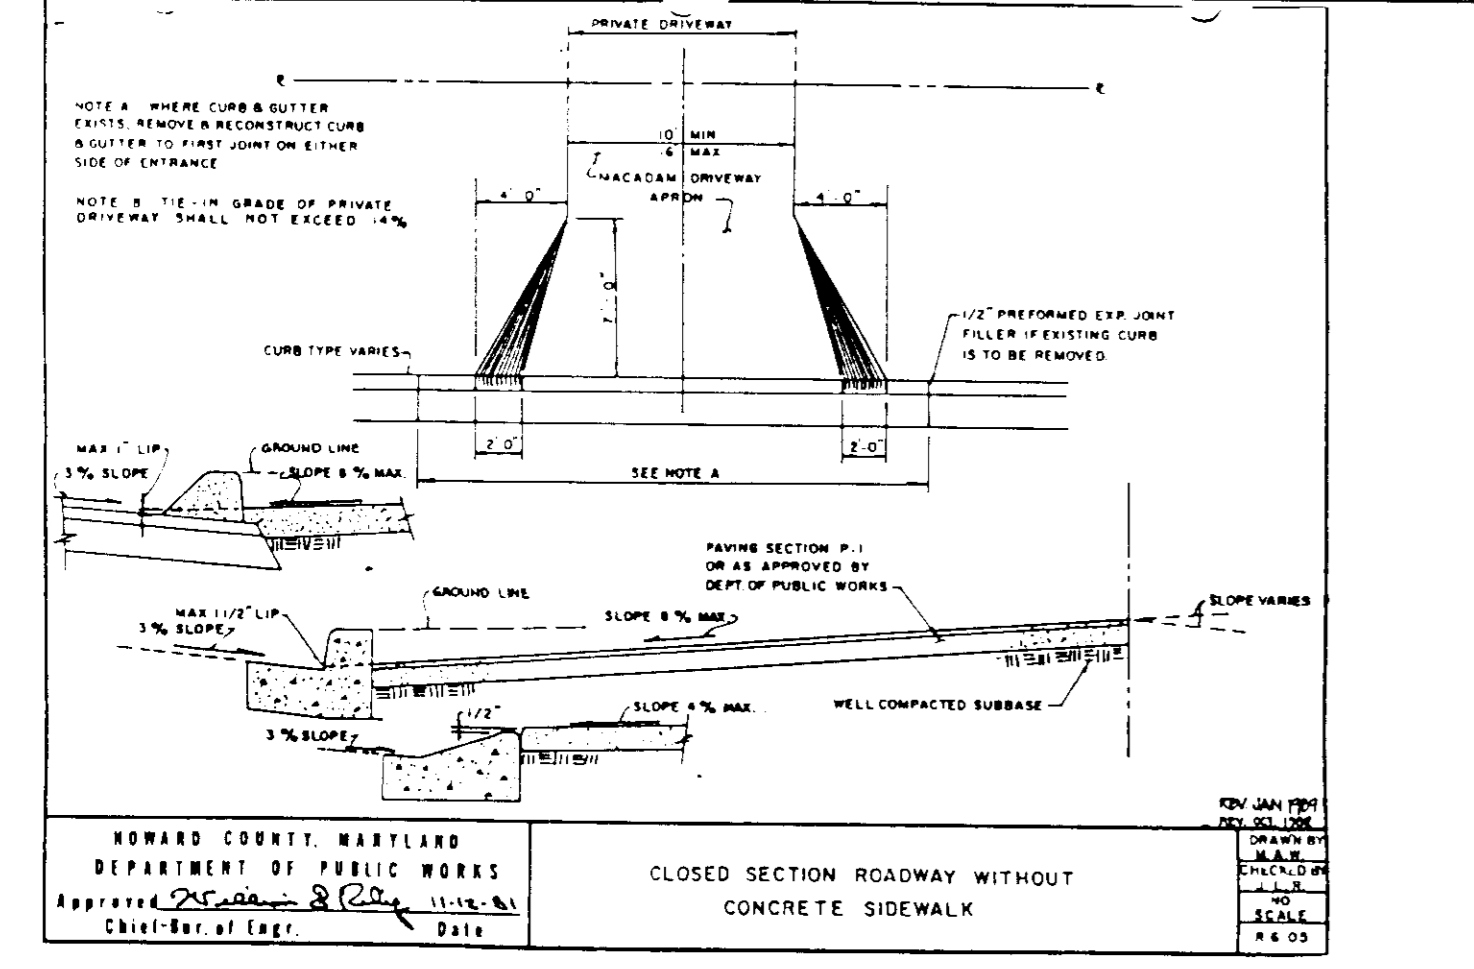 PRIVATE DRIVEWAY
NOTE A WHERE CURB & GUTTER
EXISTS, REMOVE & RECONSTRUCT CURB
& GUTTER TO FIRST JOINT ON EITHER
SIDE OF ENTRANCE
NOTE B TIE-IN GRADE OF PRIVATE
DRIVEWAY SHALL NOT EXCEED 14%
10' MIN
MAX
MACADAM DRIVEWAY
APRON
4'-0"
4'-0"
7'-0"
1/2" PREFORMED EXP. JOINT
FILLER IF EXISTING CURB
IS TO BE REMOVED.
CURB TYPE VARIES
2'0"
2'-0"
SEE NOTE A
MAX 1" LIP
GROUND LINE
3% SLOPE
SLOPE 8% MAX.
PAVING SECTION P-1
OR AS APPROVED BY
DEPT. OF PUBLIC WORKS
GROUND LINE
SLOPE VARIES
MAX 1 1/2" LIP
3% SLOPE
SLOPE 8% MAX.
WELL COMPACTED SUBBASE
1/2"
SLOPE 4% MAX.
3% SLOPE
REV. JAN 1989
REV. OCT. 1988
HOWARD COUNTY, MARYLAND
DEPARTMENT OF PUBLIC WORKS
Approved 11-12-81
Chief-Bur. of Engr. Date
CLOSED SECTION ROADWAY WITHOUT
CONCRETE SIDEWALK
DRAWN BY
M.A.W.
CHECKED BY
J.L.R.
NO
SCALE
R 6 05